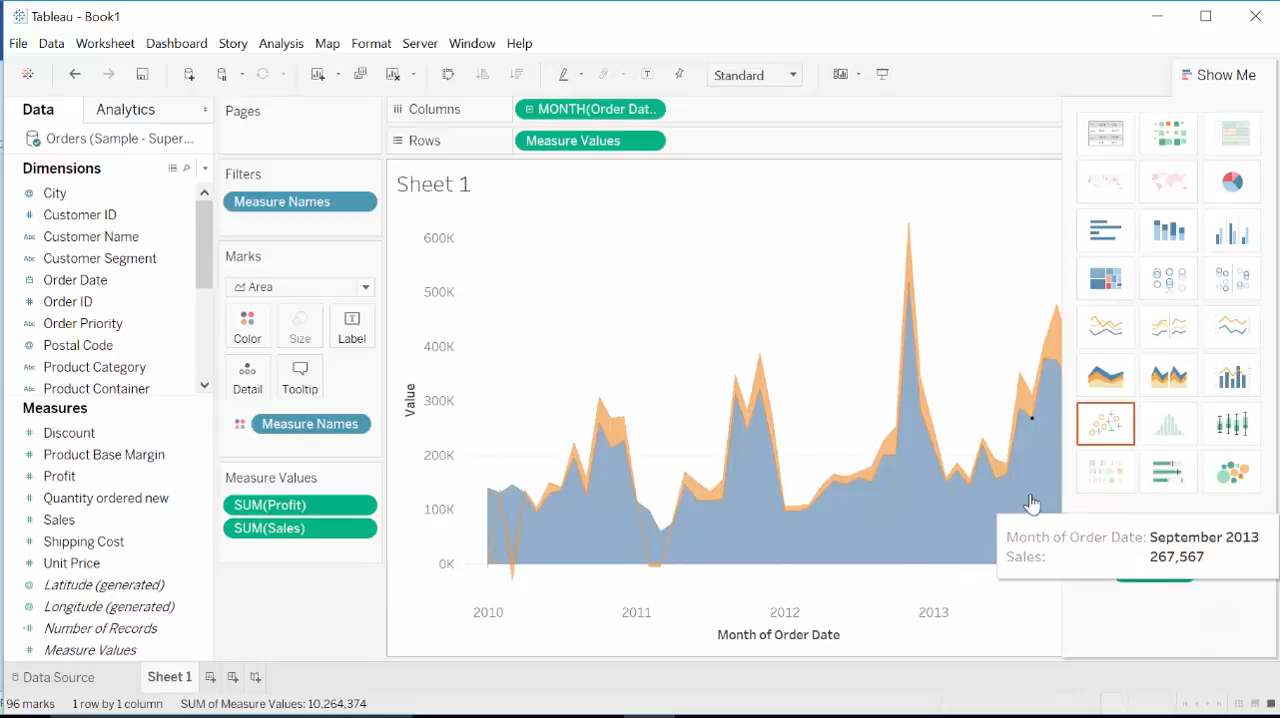 Tableau - Book1
File Data Worksheet Dashboard Story Analysis Map Format Server Window Help
Standard
Show Me
Data Analytics
Orders (Sample - Super...
Dimensions
City
Customer ID
Abc Customer Name
Abc Customer Segment
Order Date
Order ID
Abc Order Priority
Postal Code
Abc Product Category
Abc Product Container
Measures
Discount
Product Base Margin
Profit
Quantity ordered new
Sales
Shipping Cost
Unit Price
Latitude (generated)
Longitude (generated)
Number of Records
Measure Values
Pages
Filters
Measure Names
Marks
Area
Color Size Label
Detail Tooltip
Measure Names
Measure Values
SUM(Profit)
SUM(Sales)
Columns MONTH(Order Dat..
Rows Measure Values
Sheet 1
600K
500K
400K
300K
200K
100K
0K
Value
2010 2011 2012 2013
Month of Order Date
Month of Order Date: September 2013
Sales: 267,567
Data Source Sheet 1
96 marks 1 row by 1 column SUM of Measure Values: 10,264,374